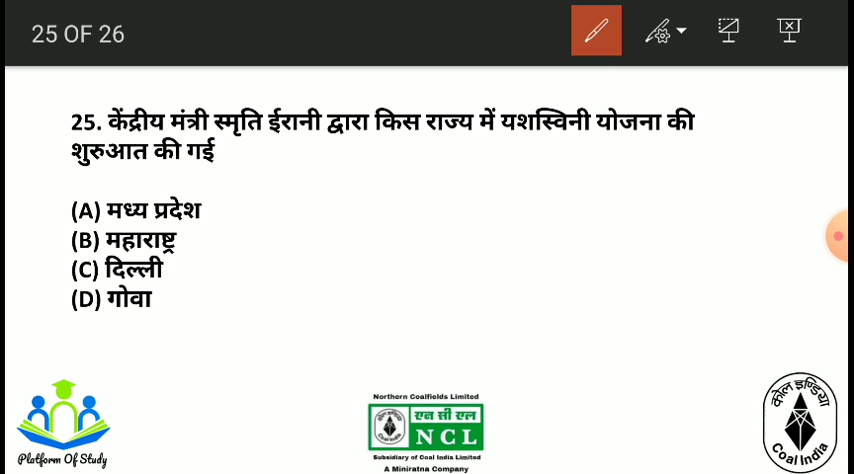 25 OF 26
25. केंद्रीय मंत्री स्मृति ईरानी द्वारा किस राज्य में यशस्विनी योजना की
शुरुआत की गई
(A) मध्य प्रदेश
(B) महाराष्ट्र
(C) दिल्ली
(D) गोवा
Platform Of Study
Northern Coalfields Limited
एन सी एल
NCL
Subsidiary of Coal India Limited
A Miniratna Company
कोल इण्डिया
Coal India